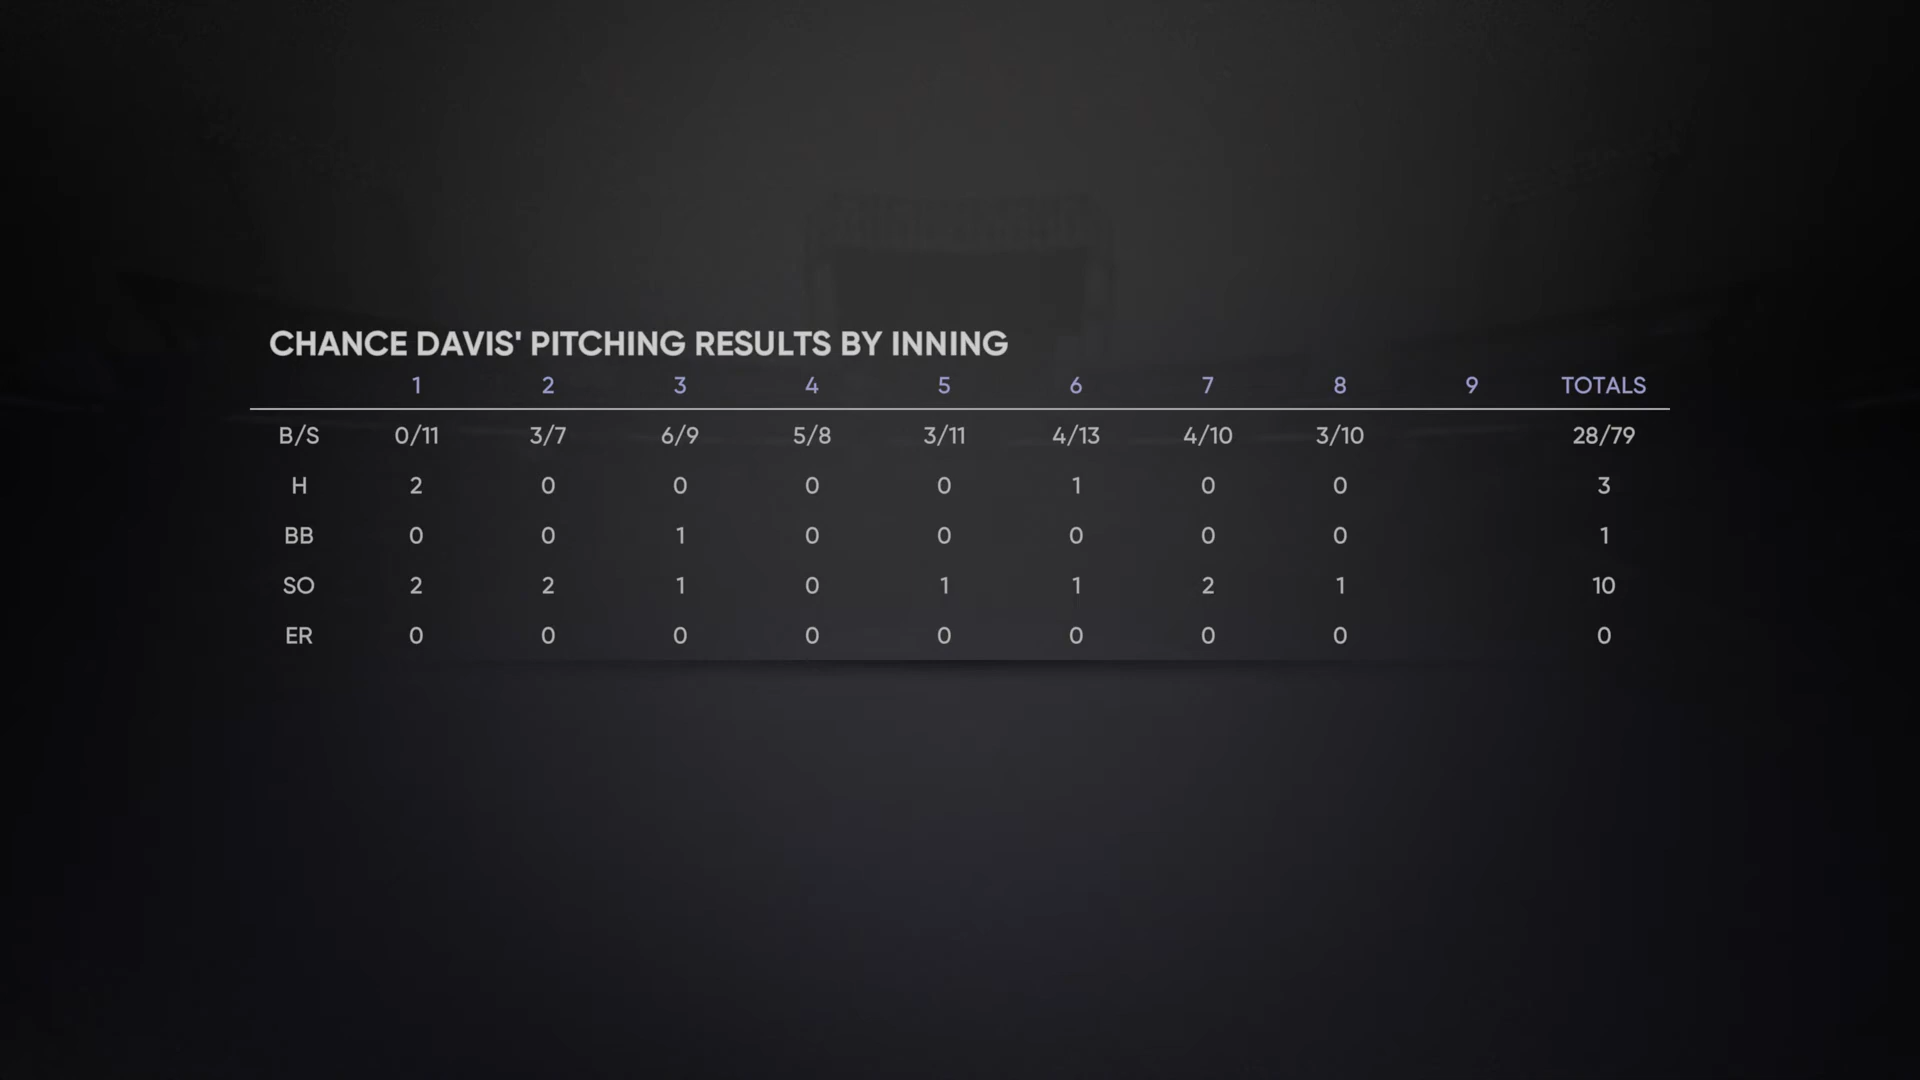 CHANCE DAVIS' PITCHING RESULTS BY INNING
1 2 3 4 5 6 7 8 9 TOTALS
B/S 0/11 3/7 6/9 5/8 3/11 4/13 4/10 3/10 28/79
H 2 0 0 0 0 1 0 0 3
BB 0 0 1 0 0 0 0 0 1
SO 2 2 1 0 1 1 2 1 10
ER 0 0 0 0 0 0 0 0 0